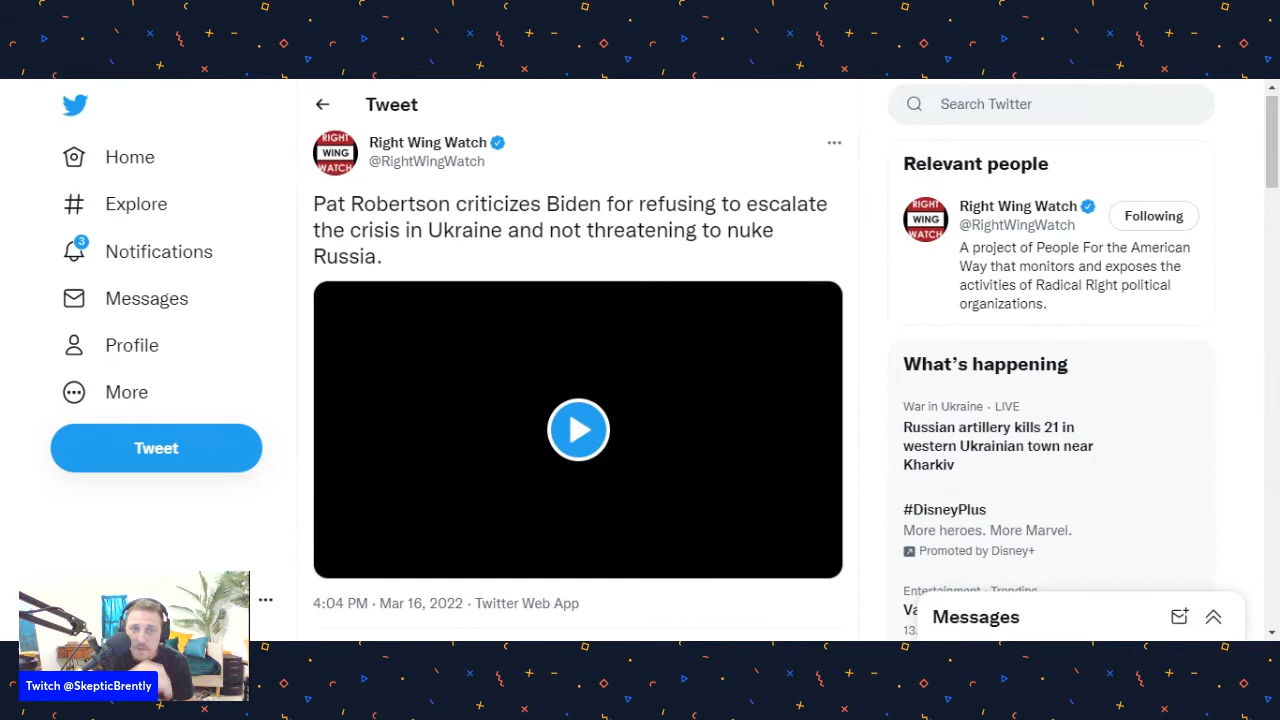 Home
Explore
3
Notifications
Messages
Profile
More
Tweet
Tweet
RIGHT
WING
WATCH
Right Wing Watch
@RightWingWatch
Pat Robertson criticizes Biden for refusing to escalate
the crisis in Ukraine and not threatening to nuke
Russia.
4:04 PM · Mar 16, 2022 · Twitter Web App
Search Twitter
Relevant people
RIGHT
WING
WATCH
Right Wing Watch
@RightWingWatch
Following
A project of People For the American
Way that monitors and exposes the
activities of Radical Right political
organizations.
What's happening
War in Ukraine · LIVE
Russian artillery kills 21 in
western Ukrainian town near
Kharkiv
#DisneyPlus
More heroes. More Marvel.
Promoted by Disney+
Entertainment · Trending
Messages
Twitch @SkepticBrently